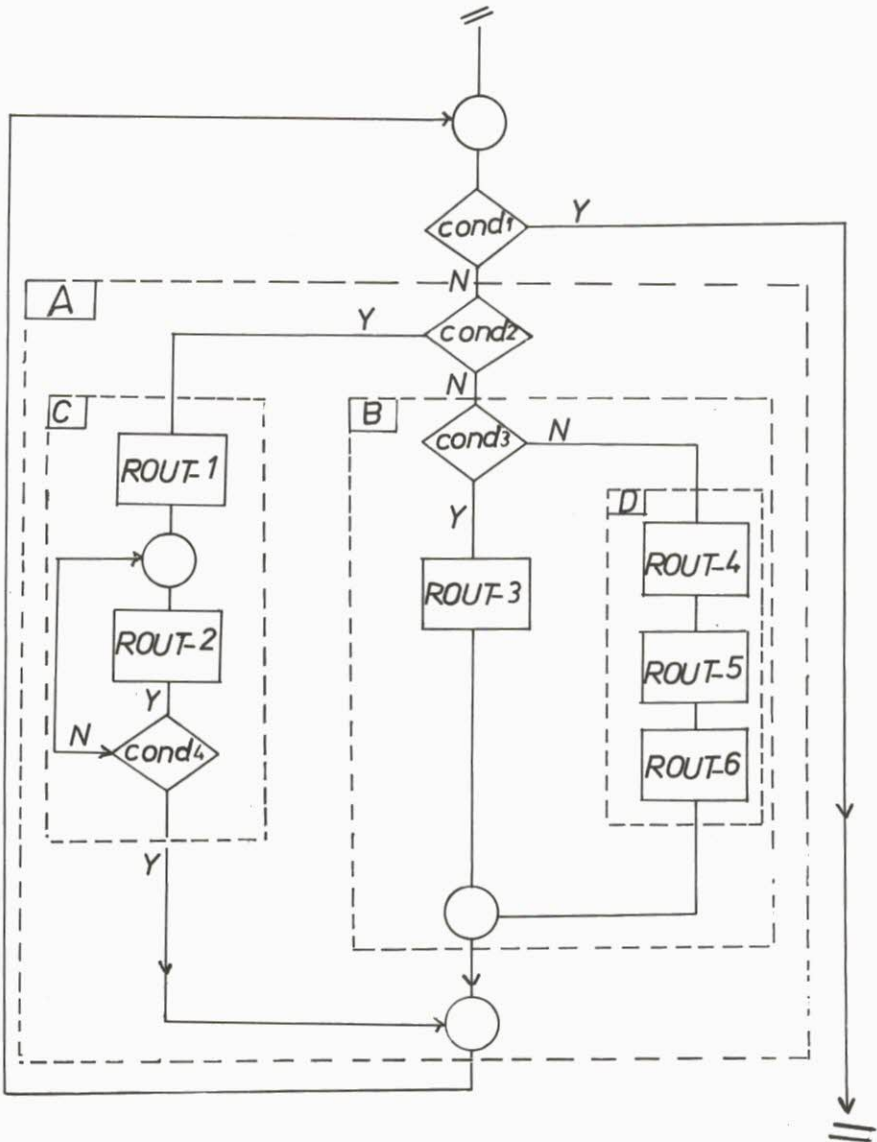 cond1
Y
N
A
Y
cond2
N
C
B
cond3
N
ROUT-1
Y
D
ROUT-4
ROUT-3
ROUT-2
ROUT-5
Y
N
cond4
ROUT-6
Y